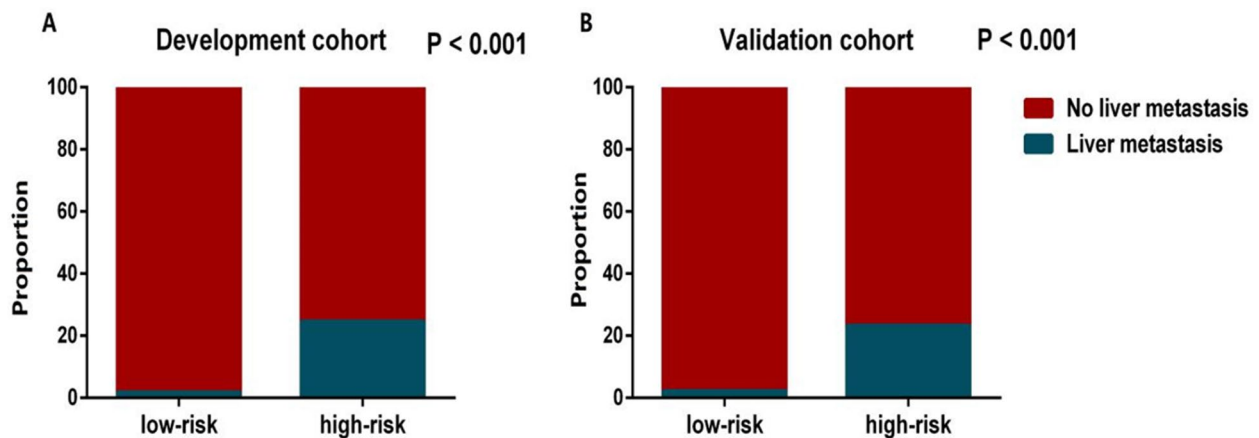 A
Development cohort P < 0.001
100
80
60
40
20
0
Proportion
low-risk high-risk
B
Validation cohort P < 0.001
100
80
60
40
20
0
Proportion
low-risk high-risk
No liver metastasis
Liver metastasis